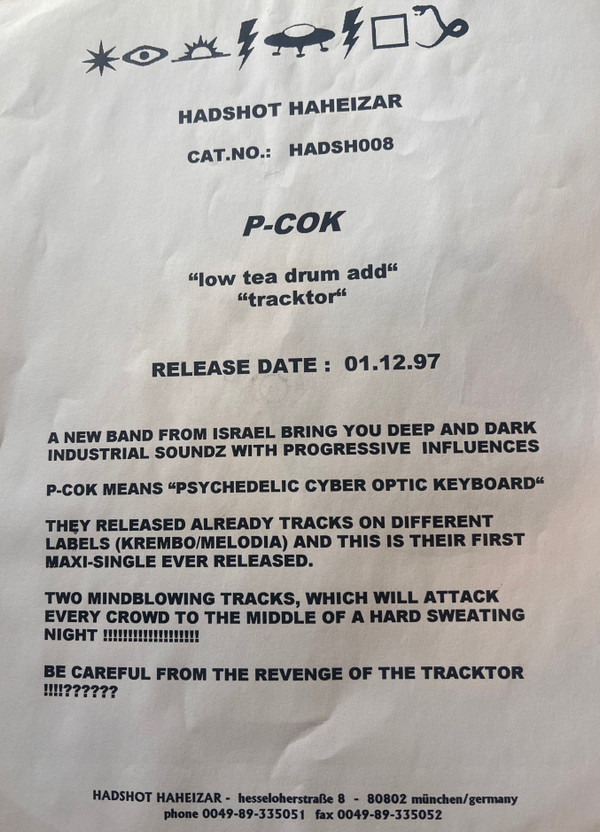 HADSHOT HAHEIZAR
CAT.NO.: HADSH008
P-COK
“low tea drum add“
“tracktor“
RELEASE DATE : 01.12.97
A NEW BAND FROM ISRAEL BRING YOU DEEP AND DARK
INDUSTRIAL SOUNDZ WITH PROGRESSIVE INFLUENCES
P-COK MEANS “PSYCHEDELIC CYBER OPTIC KEYBOARD“
THEY RELEASED ALREADY TRACKS ON DIFFERENT
LABELS (KREMBO/MELODIA) AND THIS IS THEIR FIRST
MAXI-SINGLE EVER RELEASED.
TWO MINDBLOWING TRACKS, WHICH WILL ATTACK
EVERY CROWD TO THE MIDDLE OF A HARD SWEATING
NIGHT !!!!!!!!!!!!!!!!!!!
BE CAREFUL FROM THE REVENGE OF THE TRACKTOR
!!!!??????
HADSHOT HAHEIZAR - hesseloherstraße 8 - 80802 münchen/germany
phone 0049-89-335051 fax 0049-89-335052